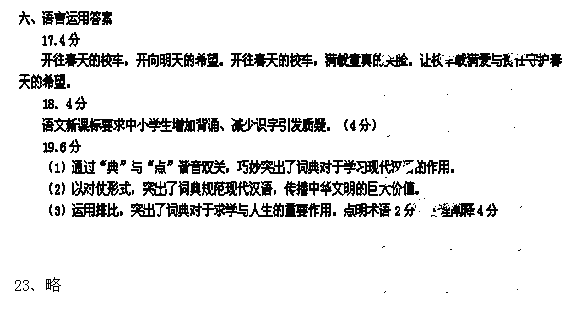 六、语言运用答案
17.4分
开往春天的校车，开向明天的希望。开往春天的校车，满载童真的笑脸。让校车载满爱与责任守护春
天的希望。
18．4分
语文新课标要求中小学生增加背诵、减少识字引发质疑。（4分）
19.6分
（1）通过“典”与“点”谐音双关，巧妙突出了词典对于学习现代汉语的作用。
（2）以对仗形式，突出了词典规范现代汉语，传播中华文明的巨大价值。
（3）运用排比，突出了词典对于求学与人生的重要作用。点明术语2分 理阐释4分
23、略